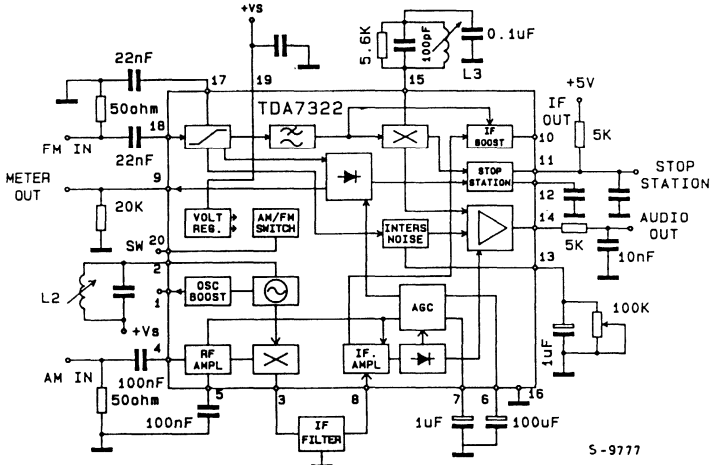 +Vs
5.6K
100pF
0.1uF
L3
22nF
17
19
15
+5V
TDA7322
IF
OUT
50ohm
5K
18
FM IN
22nF
IF
BOOST
10
METER
OUT
9
11
STOP
STATION
STOP
STATION
12
20K
VOLT
REG.
AM/FM
SWITCH
INTERS
NOISE
14
AUDIO
OUT
SW
20
5K
10nF
2
13
L2
1
OSC
BOOST
AGC
100K
+Vs
1uF
4
RF
AMPL
IF.
AMPL
AM IN
100nF
50ohm
5
3
8
7
6
16
100nF
1uF
100uF
IF
FILTER
S-9777